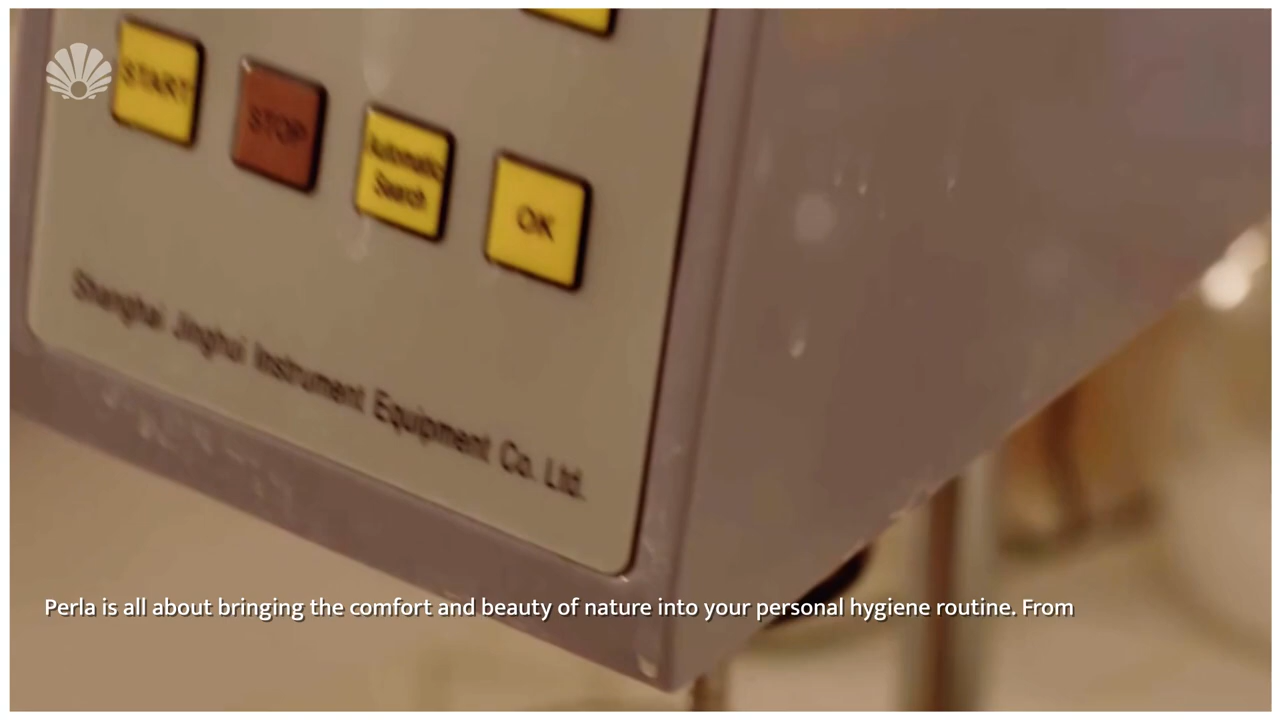 START
STOP
Automatic
Search
OK
Shanghai Jinghui Instrument Equipment Co. Ltd.
Perla is all about bringing the comfort and beauty of nature into your personal hygiene routine. From